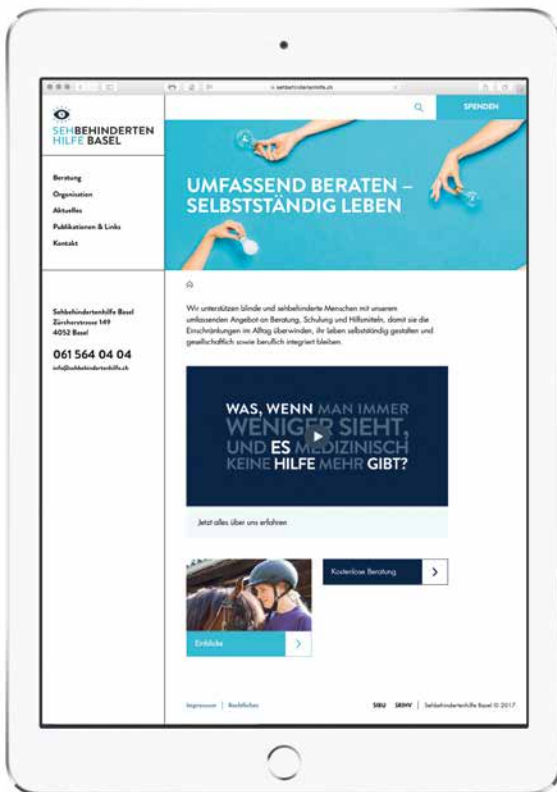 sehbehindertenhilfe.ch
SPENDEN
SEHBEHINDERTEN
HILFE BASEL
Beratung
Organisation
Aktuelles
Publikationen & Links
Kontakt
UMFASSEND BERATEN –
SELBSTSTÄNDIG LEBEN
Sehbehindertenhilfe Basel
Zürcherstrasse 149
4052 Basel
061 564 04 04
info@sehbehindertenhilfe.ch
Wir unterstützen blinde und sehbehinderte Menschen mit unserem
umfassenden Angebot an Beratung, Schulung und Hilfsmitteln, damit sie die
Einschränkungen im Alltag überwinden, ihr Leben selbstständig gestalten und
gesellschaftlich sowie beruflich integriert bleiben.
WAS, WENN MAN IMMER
WENIGER SIEHT,
UND ES MEDIZINISCH
KEINE HILFE MEHR GIBT?
Jetzt alles über uns erfahren
Kostenlose Beratung
Einblicke
Impressum | Rechtliches
SIBU SRIHV | Sehbehindertenhilfe Basel © 2017